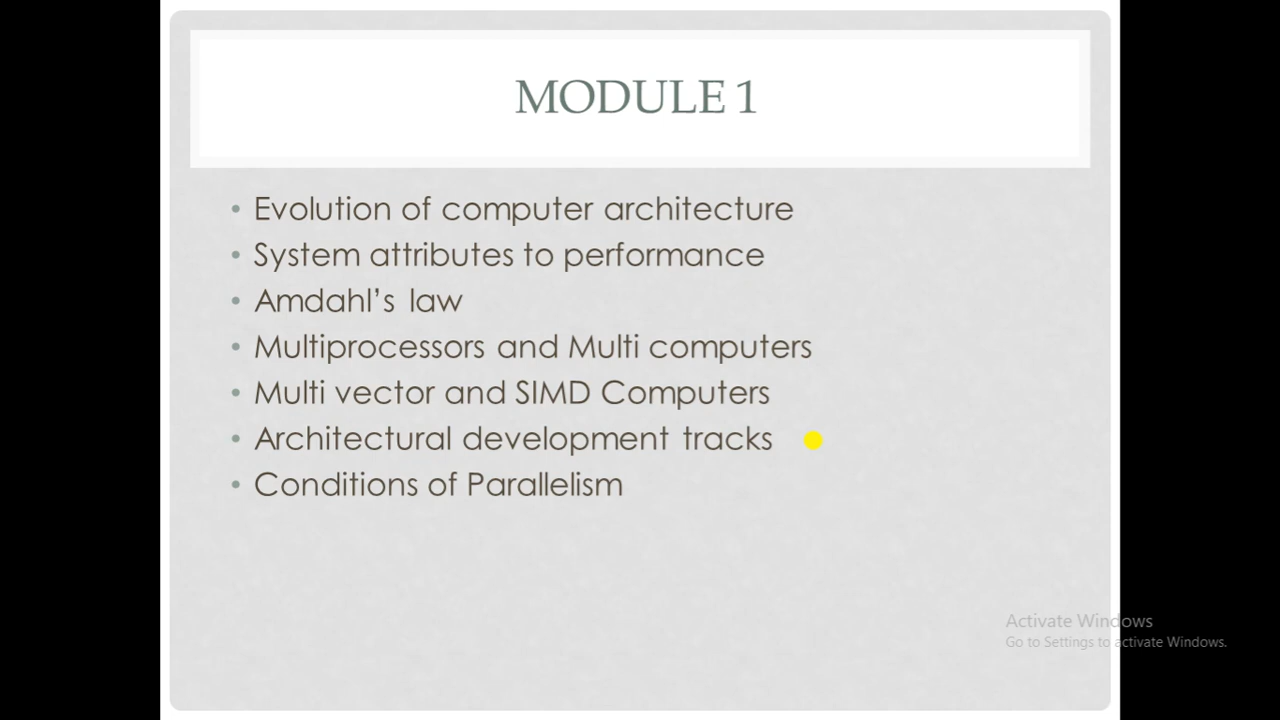 MODULE 1
• Evolution of computer architecture
• System attributes to performance
• Amdahl’s law
• Multiprocessors and Multi computers
• Multi vector and SIMD Computers
• Architectural development tracks
• Conditions of Parallelism
Activate Windows
Go to Settings to activate Windows.